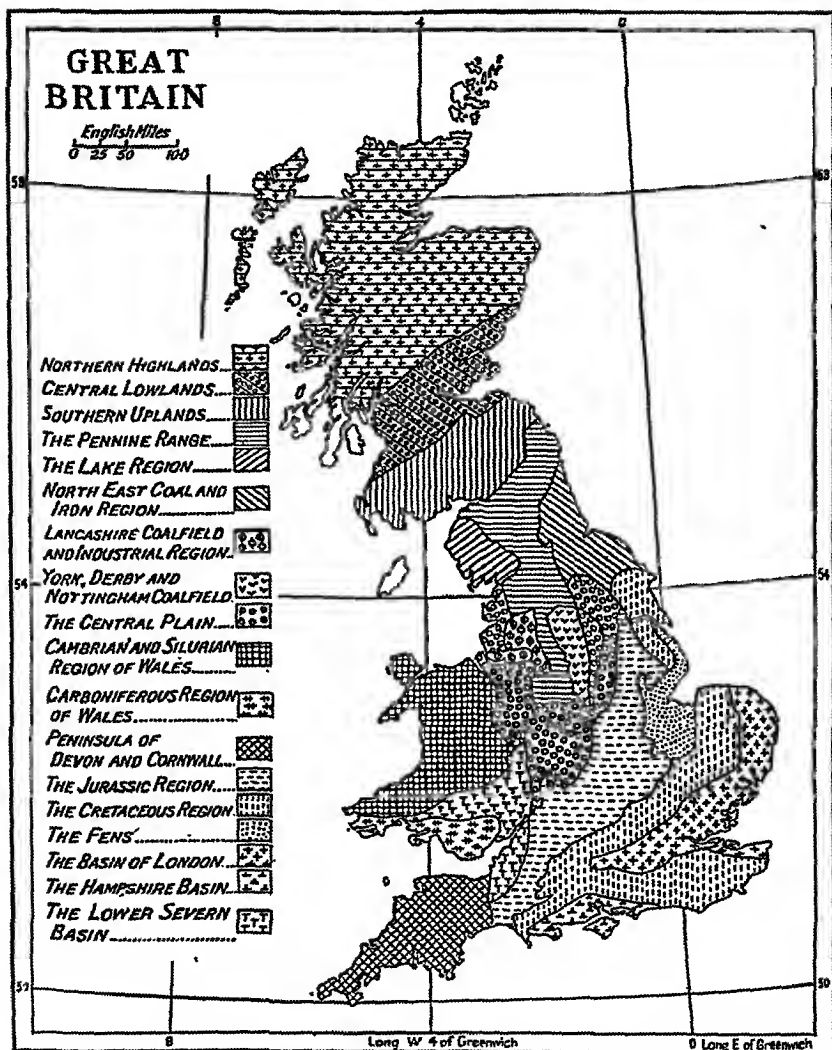 8 4 0
GREAT
BRITAIN
English Miles
0 25 50 100
58 58
NORTHERN HIGHLANDS...
CENTRAL LOWLANDS.....
SOUTHERN UPLANDS.....
THE PENNINE RANGE....
THE LAKE REGION........
NORTH EAST COAL AND
IRON REGION.............
LANCASHIRE COALFIELD
AND INDUSTRIAL REGION..
54 54
YORK, DERBY AND
NOTTINGHAM COALFIELD.
THE CENTRAL PLAIN.....
CAMBRIAN AND SILURIAN
REGION OF WALES........
CARBONIFEROUS REGION
OF WALES................
PENINSULA OF
DEVON AND CORNWALL...
THE JURASSIC REGION...
THE CRETACEOUS REGION
THE FENS.................
THE BASIN OF LONDON...
THE HAMPSHIRE BASIN...
THE LOWER SEVERN
BASIN....................
50 50
8 Long W 4 of Greenwich 0 Long E of Greenwich